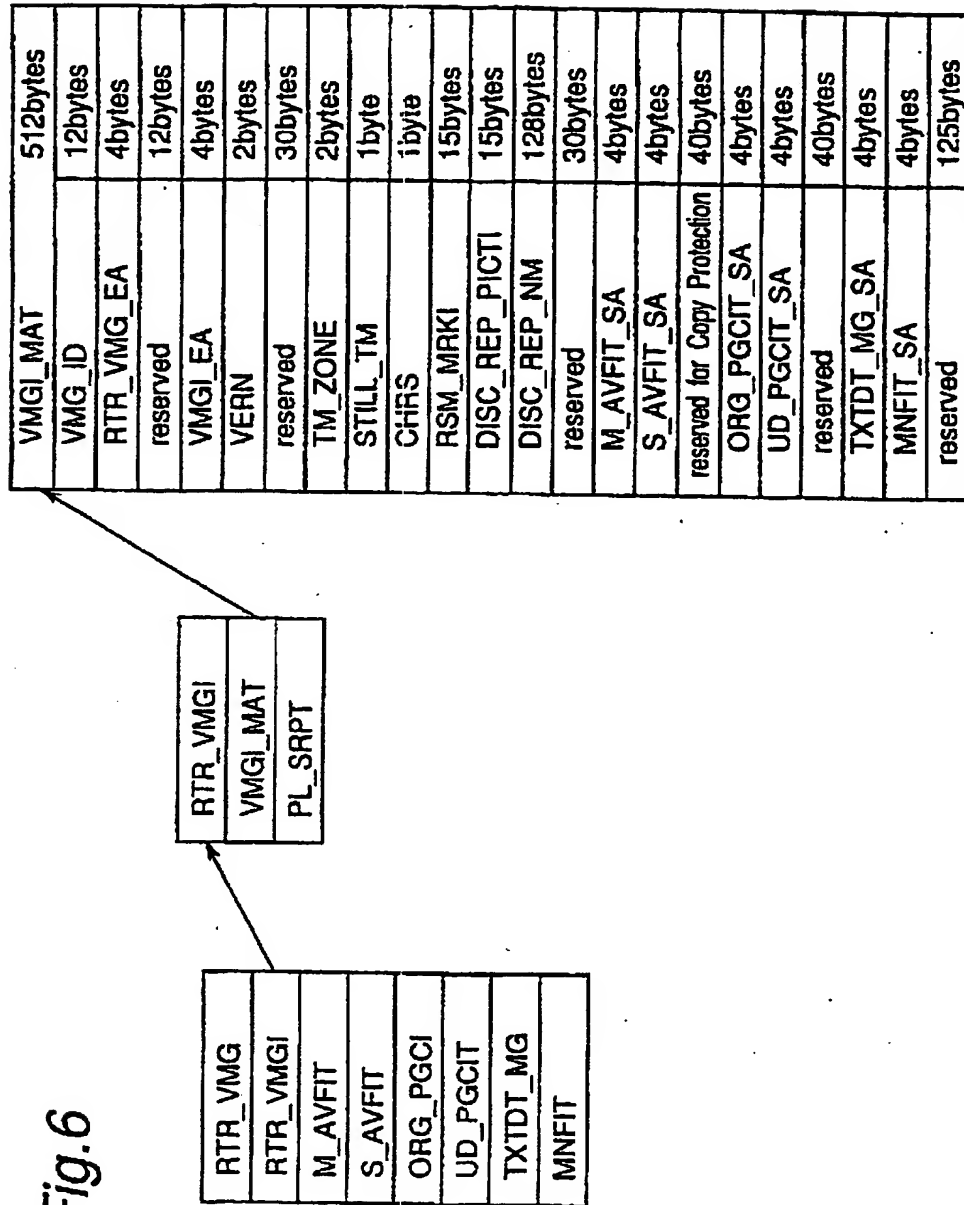 Fig.6
RTR_VMG
RTR_VMGI
M_AVFIT
S_AVFIT
ORG_PGCI
UD_PGCIT
TXTDT_MG
MNFIT
RTR_VMGI
VMGI_MAT
PL_SRPT
VMGI_MAT 512bytes
VMG_ID 12bytes
RTR_VMG_EA 4bytes
reserved 12bytes
VMGI_EA 4bytes
VERN 2bytes
reserved 30bytes
TM_ZONE 2bytes
STILL_TM 1byte
CHRS 1byte
RSM_MRKI 15bytes
DISC_REP_PICTI 15bytes
DISC_REP_NM 128bytes
reserved 30bytes
M_AVFIT_SA 4bytes
S_AVFIT_SA 4bytes
reserved for Copy Protection 40bytes
ORG_PGCIT_SA 4bytes
UD_PGCIT_SA 4bytes
reserved 40bytes
TXTDT_MG_SA 4bytes
MNFIT_SA 4bytes
reserved 125bytes